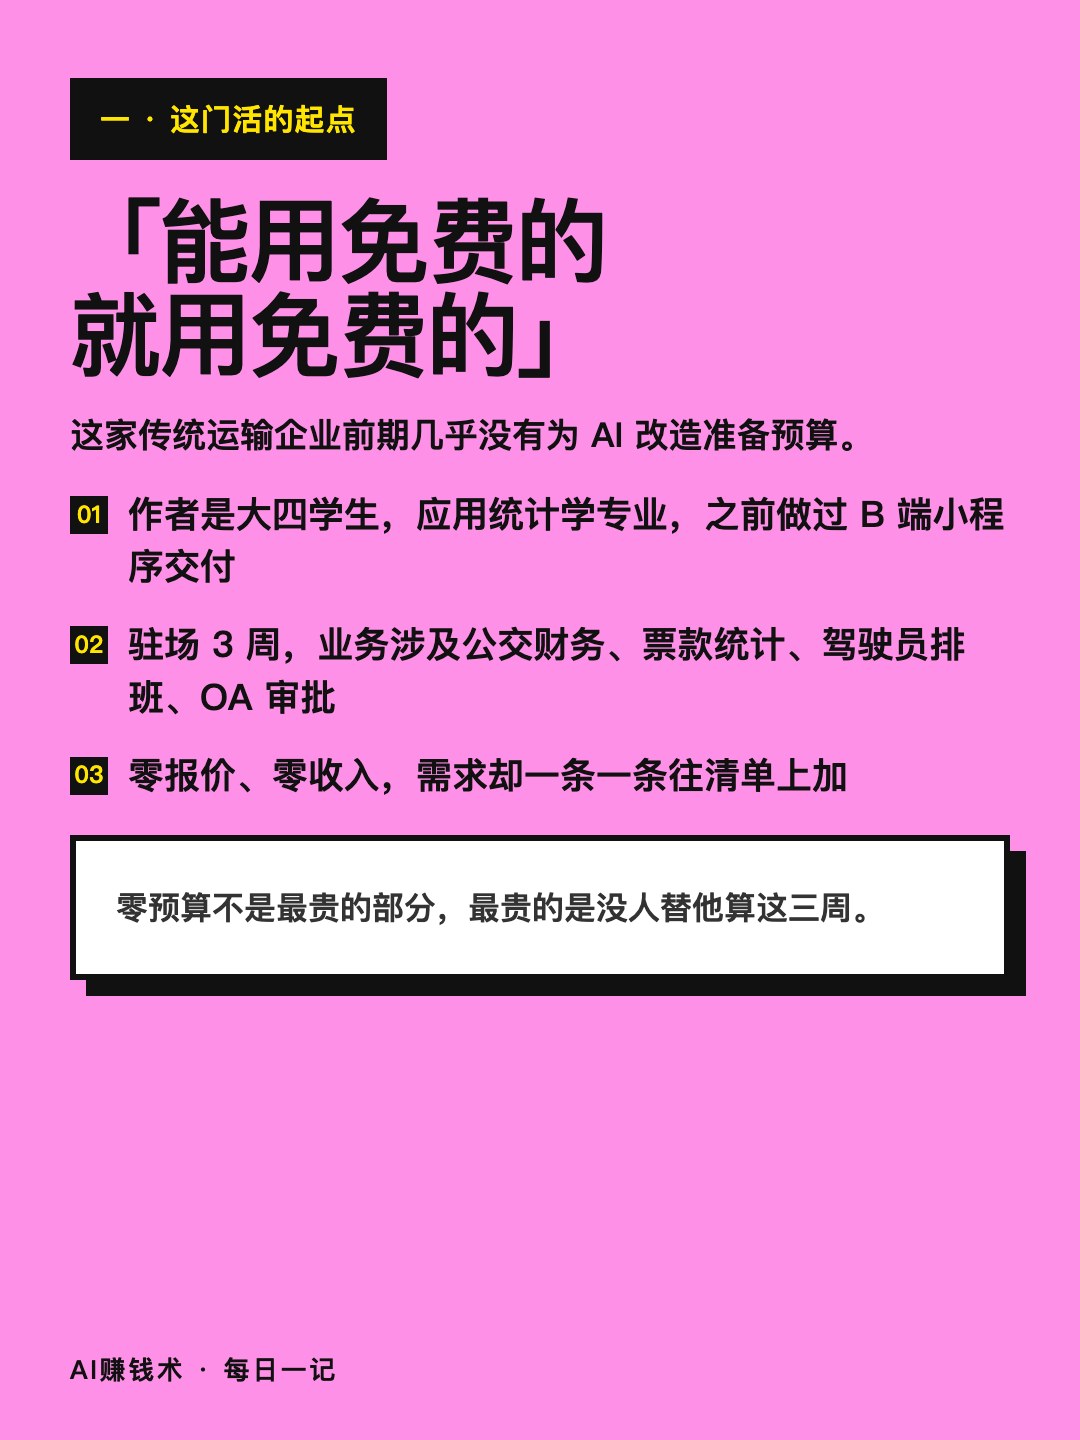 一 · 这门活的起点
「能用免费的
就用免费的」
这家传统运输企业前期几乎没有为 AI 改造准备预算。
01 作者是大四学生，应用统计学专业，之前做过 B 端小程
序交付
02 驻场 3 周，业务涉及公交财务、票款统计、驾驶员排
班、OA 审批
03 零报价、零收入，需求却一条一条往清单上加
零预算不是最贵的部分，最贵的是没人替他算这三周。
AI赚钱术 · 每日一记